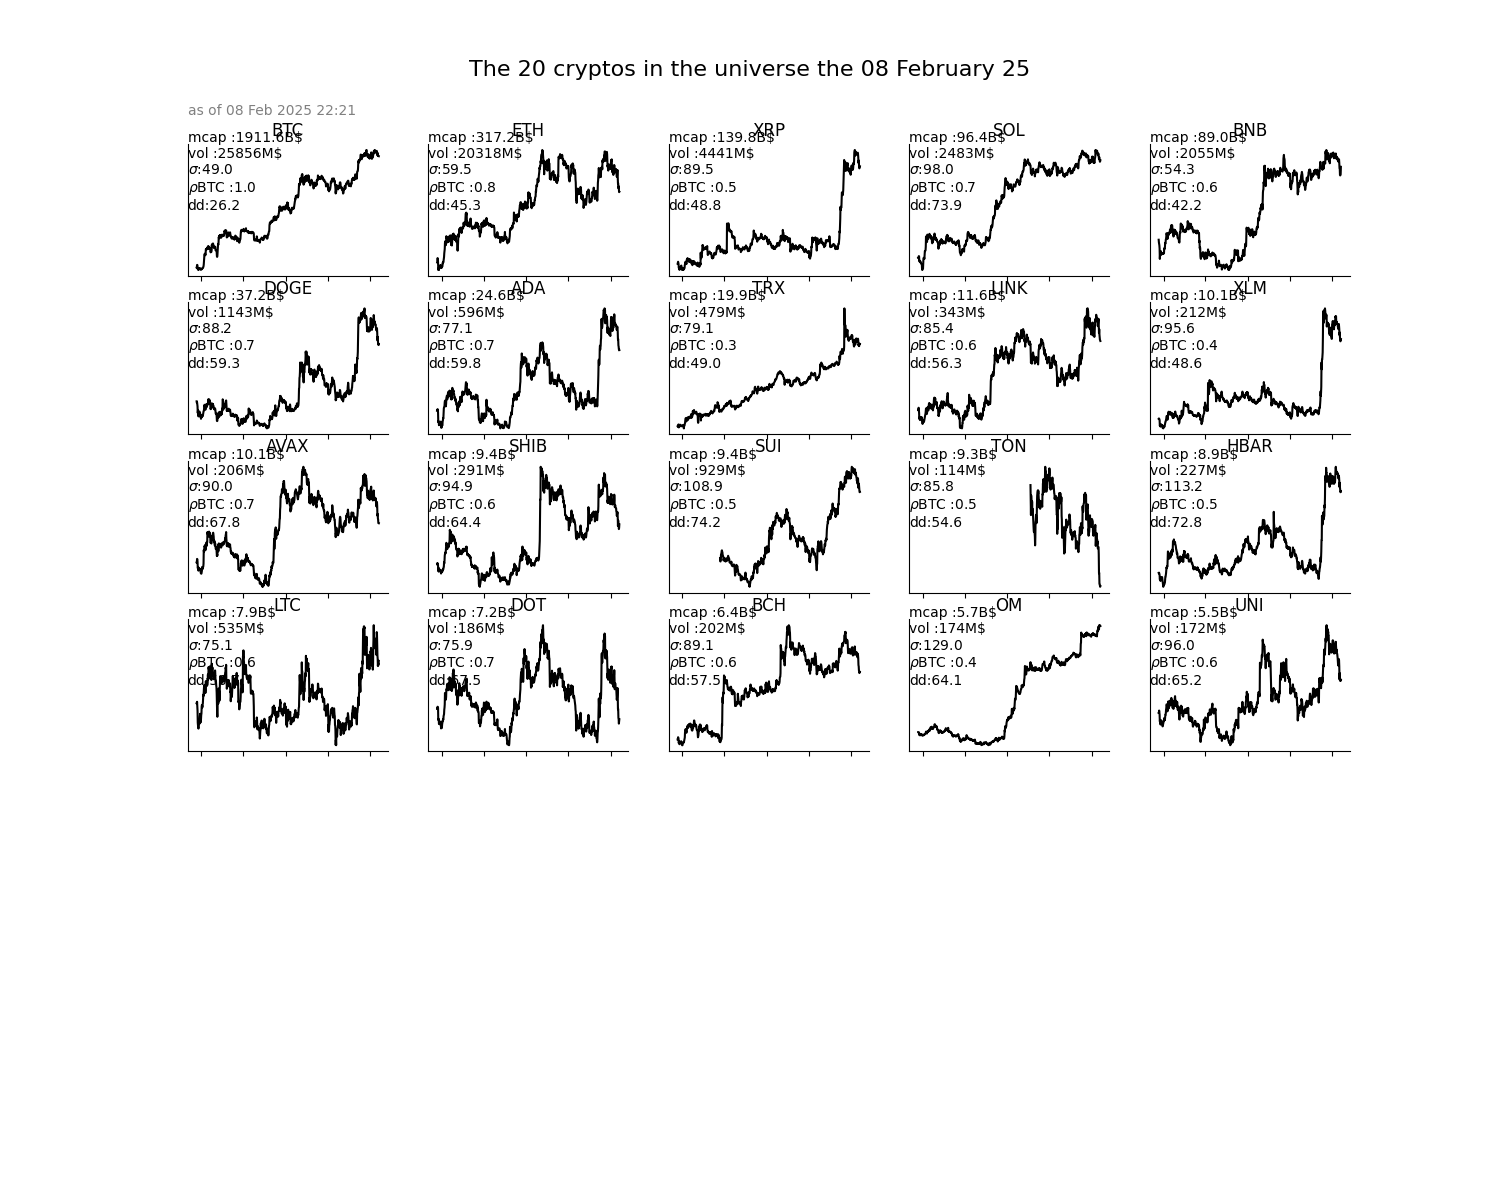 The 20 cryptos in the universe the 08 February 25
as of 08 Feb 2025 22:21
BTC
mcap :1911.6B$
vol :25856M$
σ:49.0
ρBTC :1.0
dd:26.2
ETH
mcap :317.2B$
vol :20318M$
σ:59.5
ρBTC :0.8
dd:45.3
XRP
mcap :139.8B$
vol :4441M$
σ:89.5
ρBTC :0.5
dd:48.8
SOL
mcap :96.4B$
vol :2483M$
σ:98.0
ρBTC :0.7
dd:73.9
BNB
mcap :89.0B$
vol :2055M$
σ:54.3
ρBTC :0.6
dd:42.2
DOGE
mcap :37.2B$
vol :1143M$
σ:88.2
ρBTC :0.7
dd:59.3
ADA
mcap :24.6B$
vol :596M$
σ:77.1
ρBTC :0.7
dd:59.8
TRX
mcap :19.9B$
vol :479M$
σ:79.1
ρBTC :0.3
dd:49.0
LINK
mcap :11.6B$
vol :343M$
σ:85.4
ρBTC :0.6
dd:56.3
XLM
mcap :10.1B$
vol :212M$
σ:95.6
ρBTC :0.4
dd:48.6
AVAX
mcap :10.1B$
vol :206M$
σ:90.0
ρBTC :0.7
dd:67.8
SHIB
mcap :9.4B$
vol :291M$
σ:94.9
ρBTC :0.6
dd:64.4
SUI
mcap :9.4B$
vol :929M$
σ:108.9
ρBTC :0.5
dd:74.2
TON
mcap :9.3B$
vol :114M$
σ:85.8
ρBTC :0.5
dd:54.6
HBAR
mcap :8.9B$
vol :227M$
σ:113.2
ρBTC :0.5
dd:72.8
LTC
mcap :7.9B$
vol :535M$
σ:75.1
ρBTC :0.6
DOT
mcap :7.2B$
vol :186M$
σ:75.9
ρBTC :0.7
dd:67.5
BCH
mcap :6.4B$
vol :202M$
σ:89.1
ρBTC :0.6
dd:57.5
OM
mcap :5.7B$
vol :174M$
σ:129.0
ρBTC :0.4
dd:64.1
UNI
mcap :5.5B$
vol :172M$
σ:96.0
ρBTC :0.6
dd:65.2